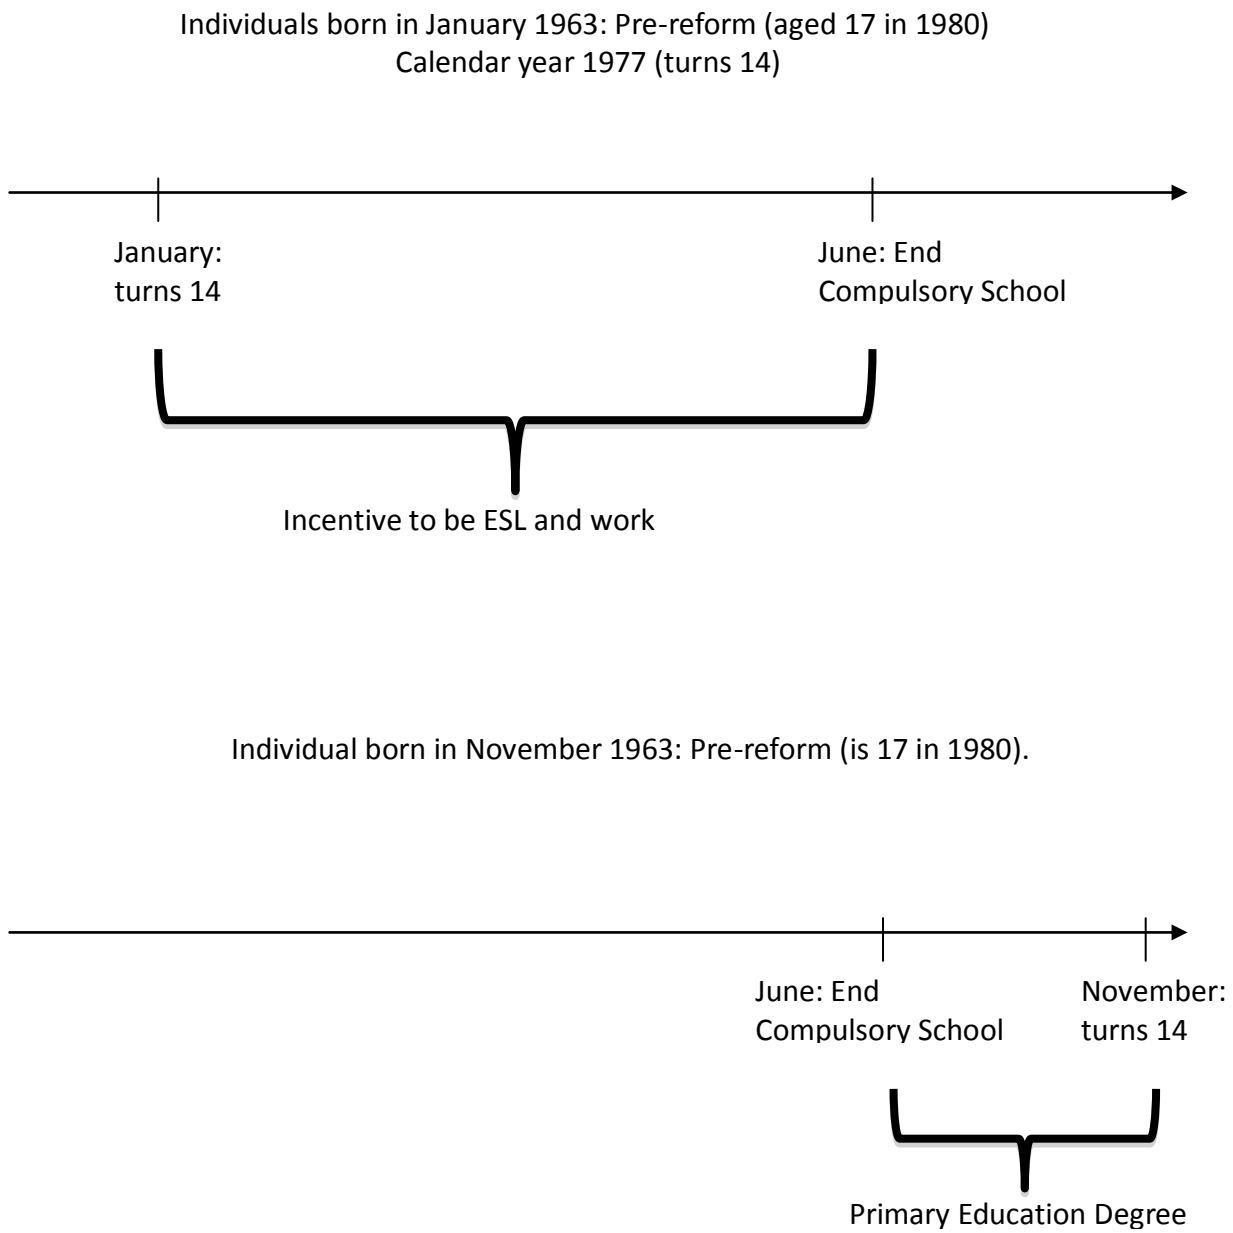 Individuals born in January 1963: Pre-reform (aged 17 in 1980)
Calendar year 1977 (turns 14)
January:
turns 14
June: End
Compulsory School
Incentive to be ESL and work
Individual born in November 1963: Pre-reform (is 17 in 1980).
June: End
Compulsory School
November:
turns 14
Primary Education Degree